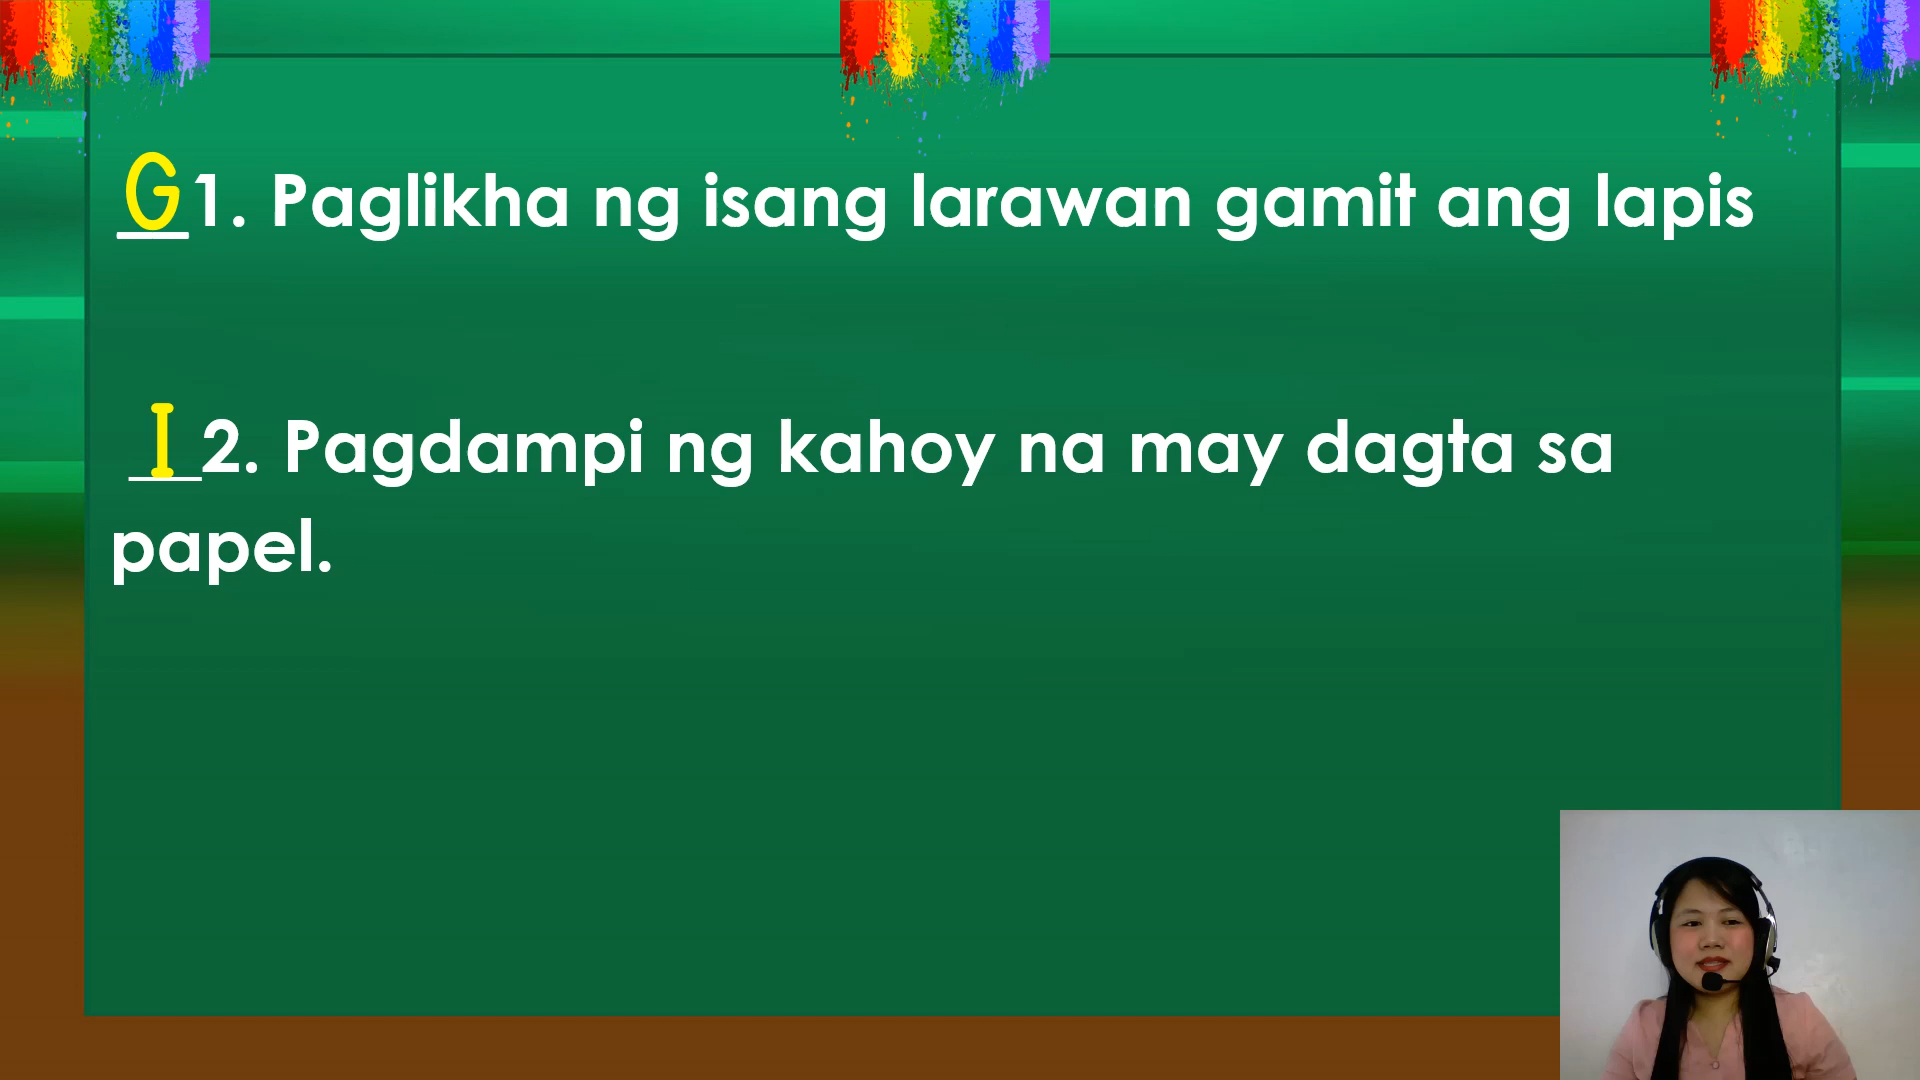 G 1. Paglikha ng isang larawan gamit ang lapis
I 2. Pagdampi ng kahoy na may dagta sa
papel.